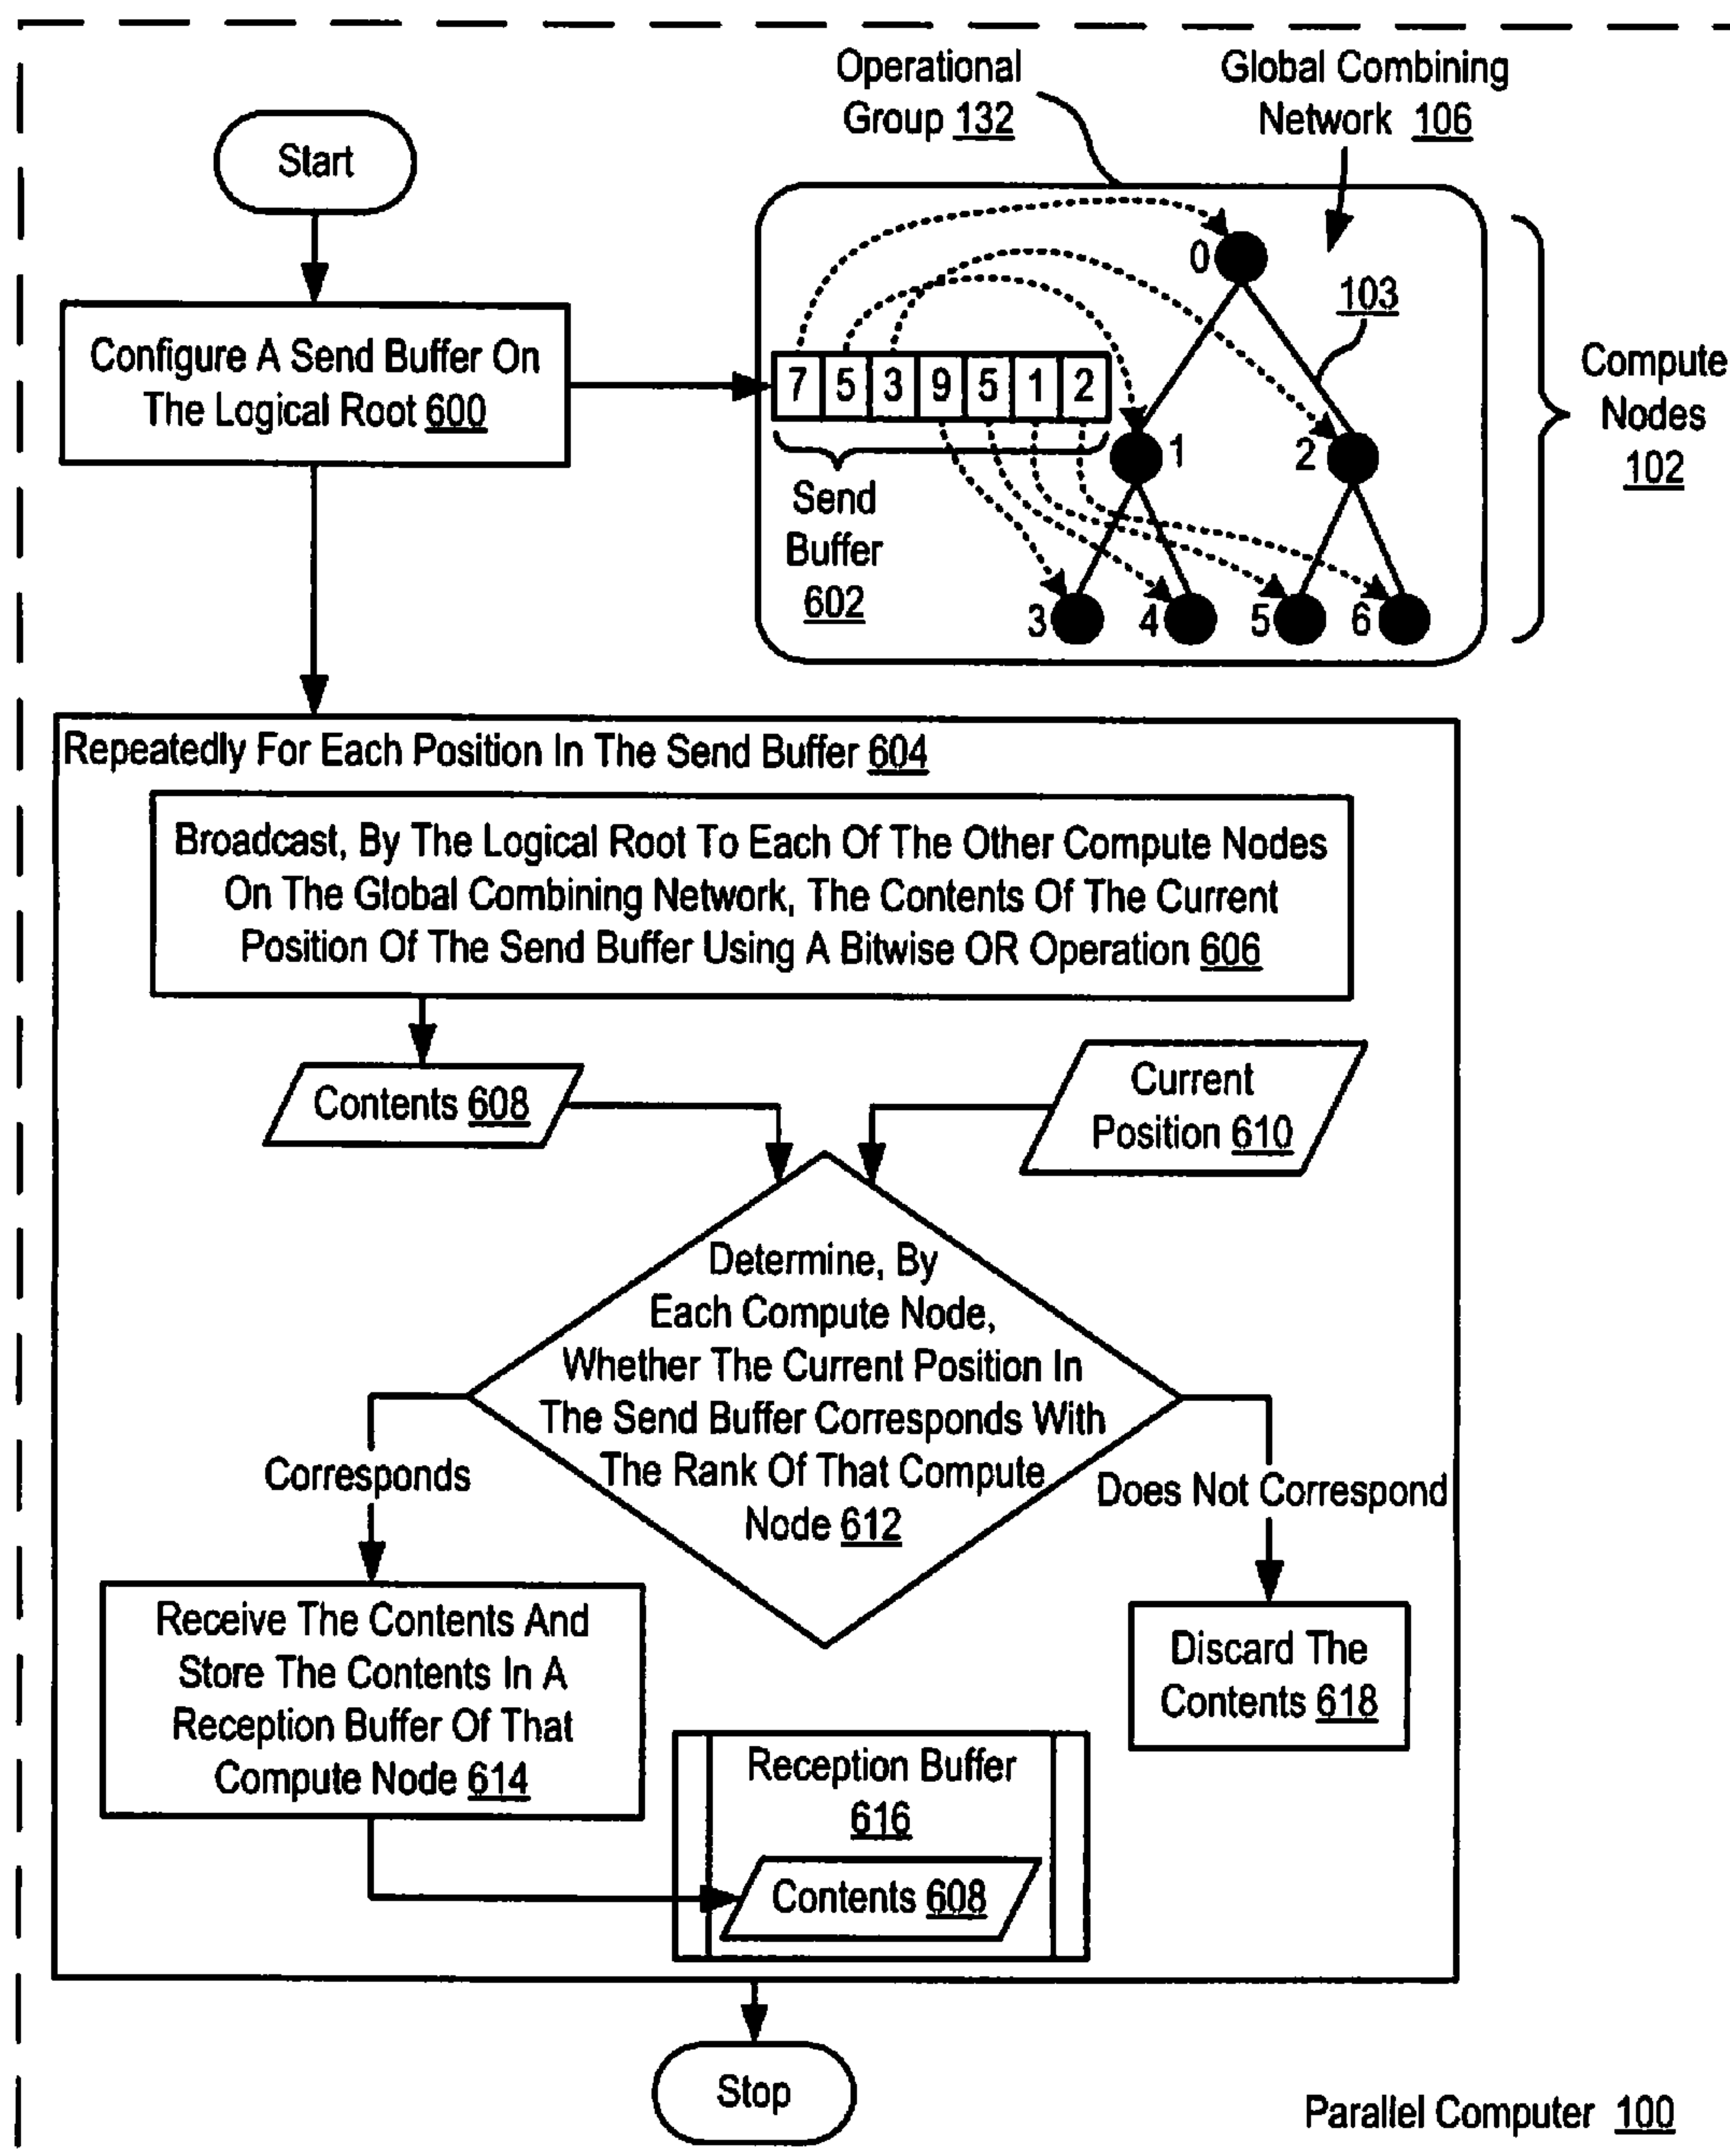 Operational
Group 132
Global Combining
Network 106
Start
0
103
Configure A Send Buffer On
The Logical Root 600
7 5 3 9 5 1 2
Compute
Nodes
102
1
2
Send
Buffer
602
3
4
5
6
Repeatedly For Each Position In The Send Buffer 604
Broadcast, By The Logical Root To Each Of The Other Compute Nodes
On The Global Combining Network, The Contents Of The Current
Position Of The Send Buffer Using A Bitwise OR Operation 606
Contents 608
Current
Position 610
Determine, By
Each Compute Node,
Whether The Current Position In
The Send Buffer Corresponds With
The Rank Of That Compute
Node 612
Corresponds
Does Not Correspond
Receive The Contents And
Store The Contents In A
Reception Buffer Of That
Compute Node 614
Discard The
Contents 618
Reception Buffer
616
Contents 608
Stop
Parallel Computer 100